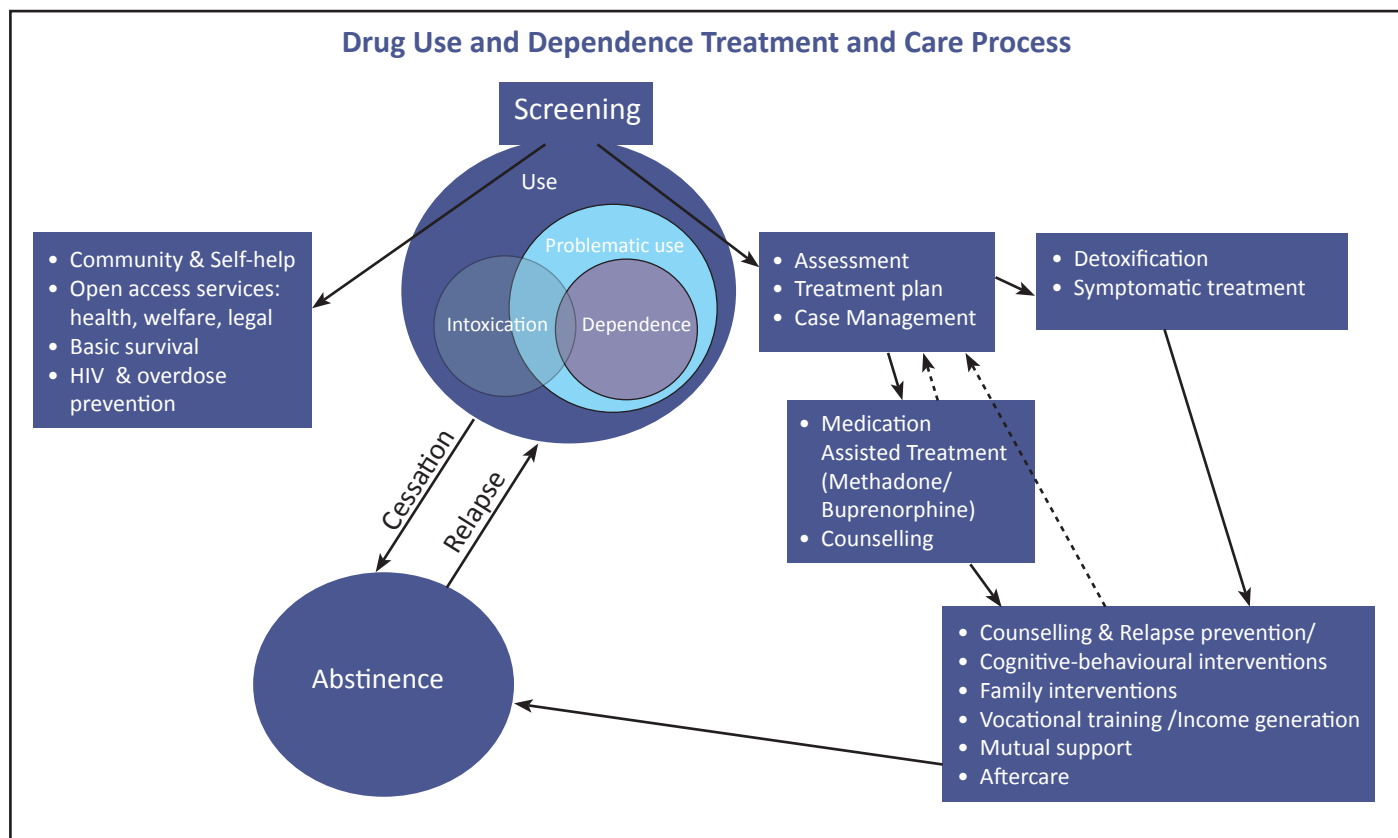 Drug Use and Dependence Treatment and Care Process
Screening
Use
Problematic use
Intoxication
Dependence
• Community & Self-help
• Open access services:
health, welfare, legal
• Basic survival
• HIV & overdose
prevention
• Assessment
• Treatment plan
• Case Management
• Detoxification
• Symptomatic treatment
• Medication
Assisted Treatment
(Methadone/
Buprenorphine)
• Counselling
Cessation
Relapse
Abstinence
• Counselling & Relapse prevention/
• Cognitive-behavioural interventions
• Family interventions
• Vocational training /Income generation
• Mutual support
• Aftercare